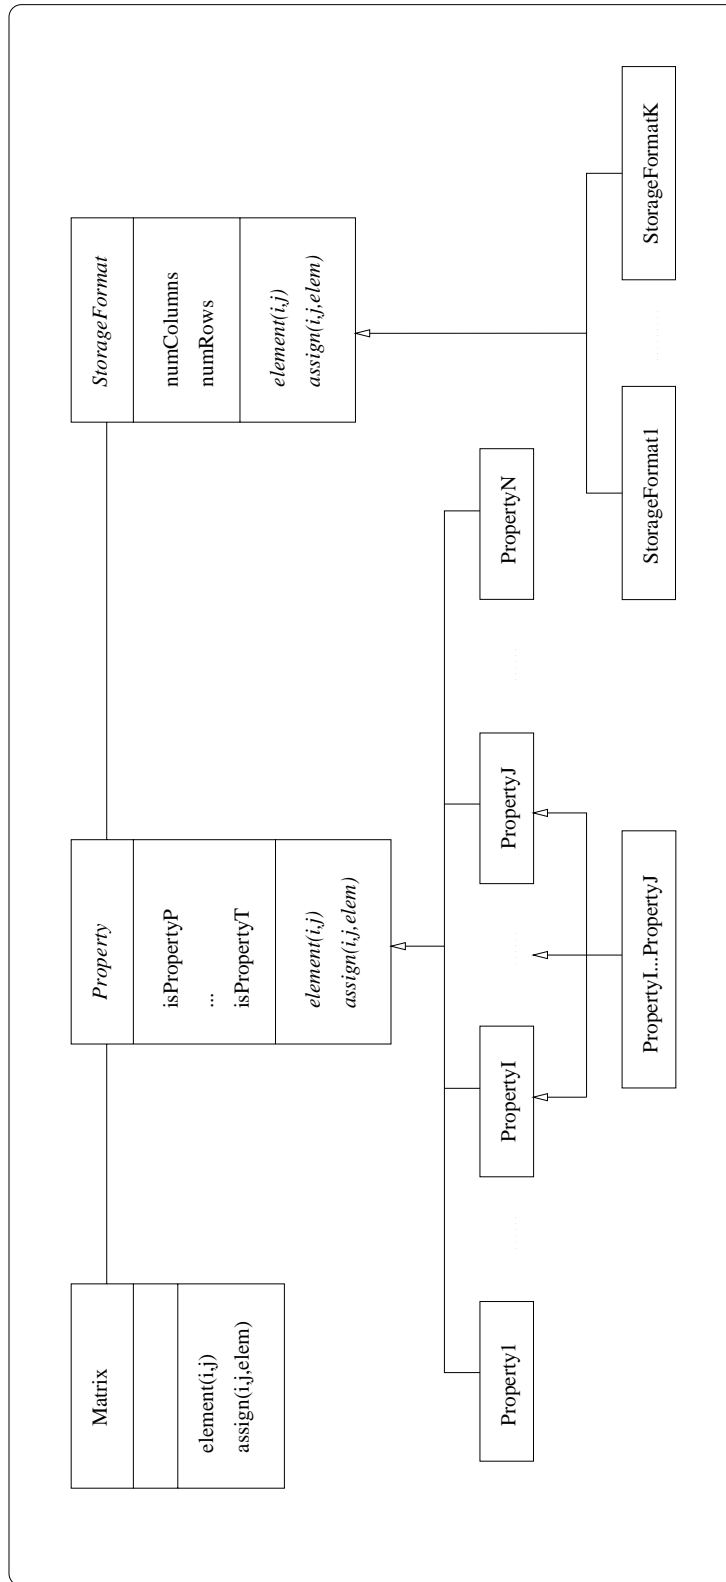 Matrix
element(i,j)
assign(i,j,elem)
Property
isPropertyP
...
isPropertyT
element(i,j)
assign(i,j,elem)
StorageFormat
numColumns
numRows
element(i,j)
assign(i,j,elem)
Property1
......
PropertyI
......
PropertyJ
......
PropertyN
PropertyI...PropertyJ
StorageFormat1
..........
StorageFormatK